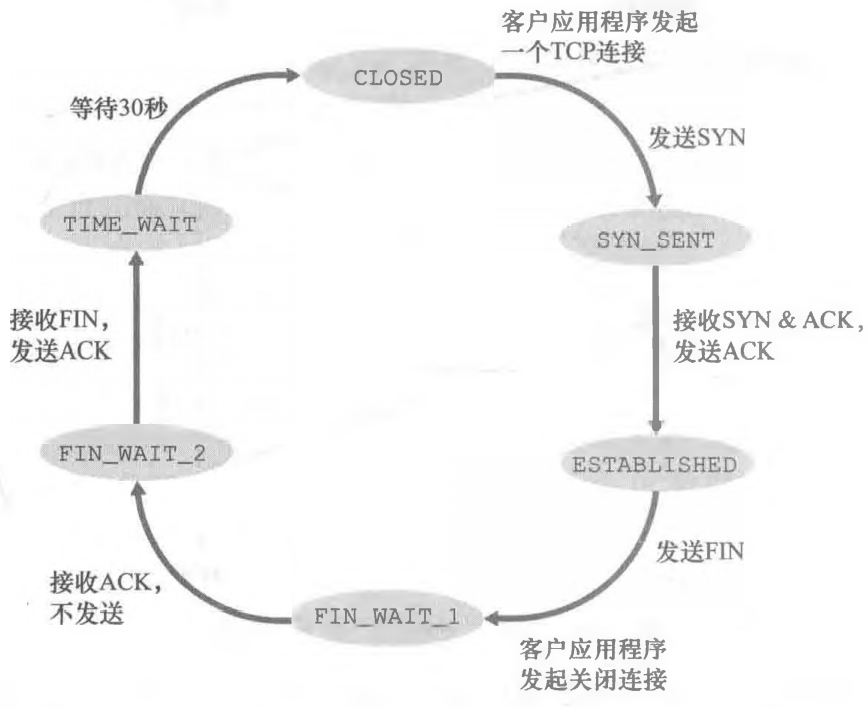 客户应用程序发起
一个TCP连接
CLOSED
等待30秒
发送SYN
TIME_WAIT
SYN_SENT
接收FIN，
发送ACK
接收SYN & ACK，
发送ACK
FIN_WAIT_2
ESTABLISHED
发送FIN
接收ACK，
不发送
FIN_WAIT_1
客户应用程序
发起关闭连接